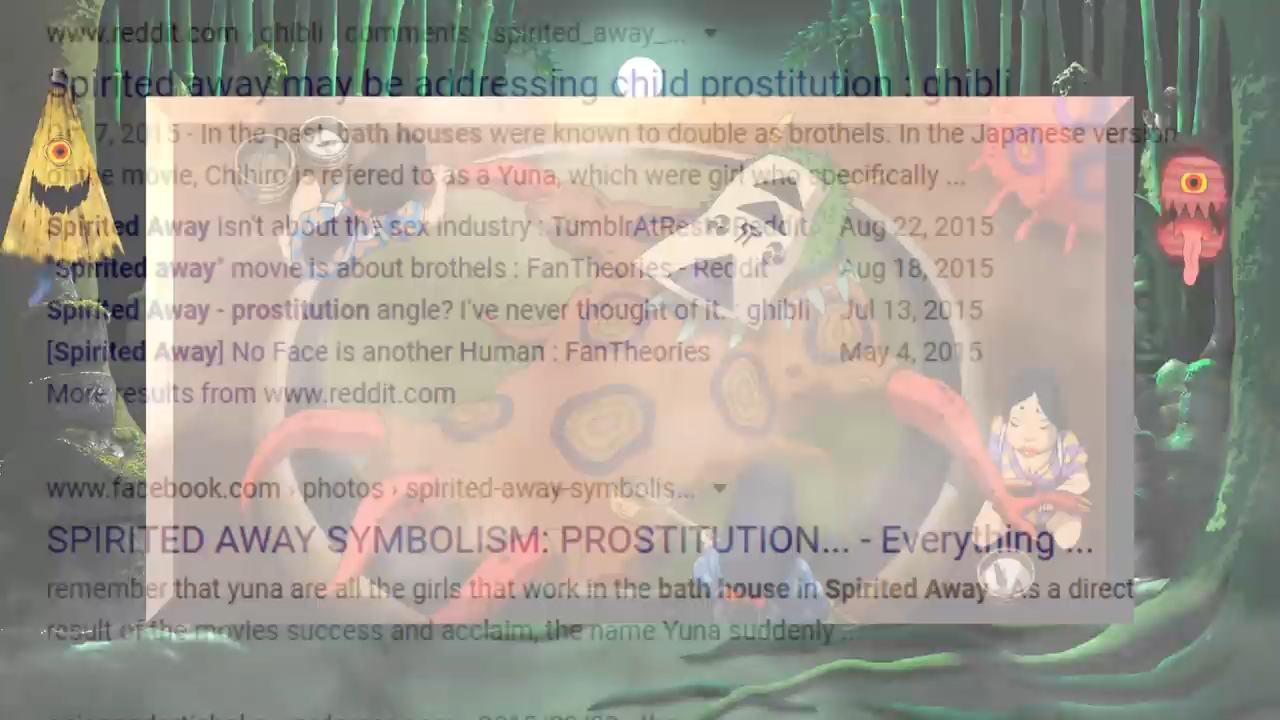 www.reddit.com › ghibli › comments › spirited_away_...
Spirited away may be addressing child prostitution : ghibli
7, 2015 - In the past, bath houses were known to double as brothels. In the Japanese version
of the movie, Chihiro is refered to as a Yuna, which were girl who specifically ...
Spirited Away isn't about the sex industry : TumblrAtRest - Reddit Aug 22, 2015
"Spirited away" movie is about brothels : FanTheories - Reddit Aug 18, 2015
Spirited Away - prostitution angle? I've never thought of it. : ghibli Jul 13, 2015
[Spirited Away] No Face is another Human : FanTheories May 4, 2015
More results from www.reddit.com
www.facebook.com › photos › spirited-away-symbolis...
SPIRITED AWAY SYMBOLISM: PROSTITUTION... - Everything ...
remember that yuna are all the girls that work in the bath house in Spirited Away As a direct
result of the movies success and acclaim, the name Yuna suddenly ...